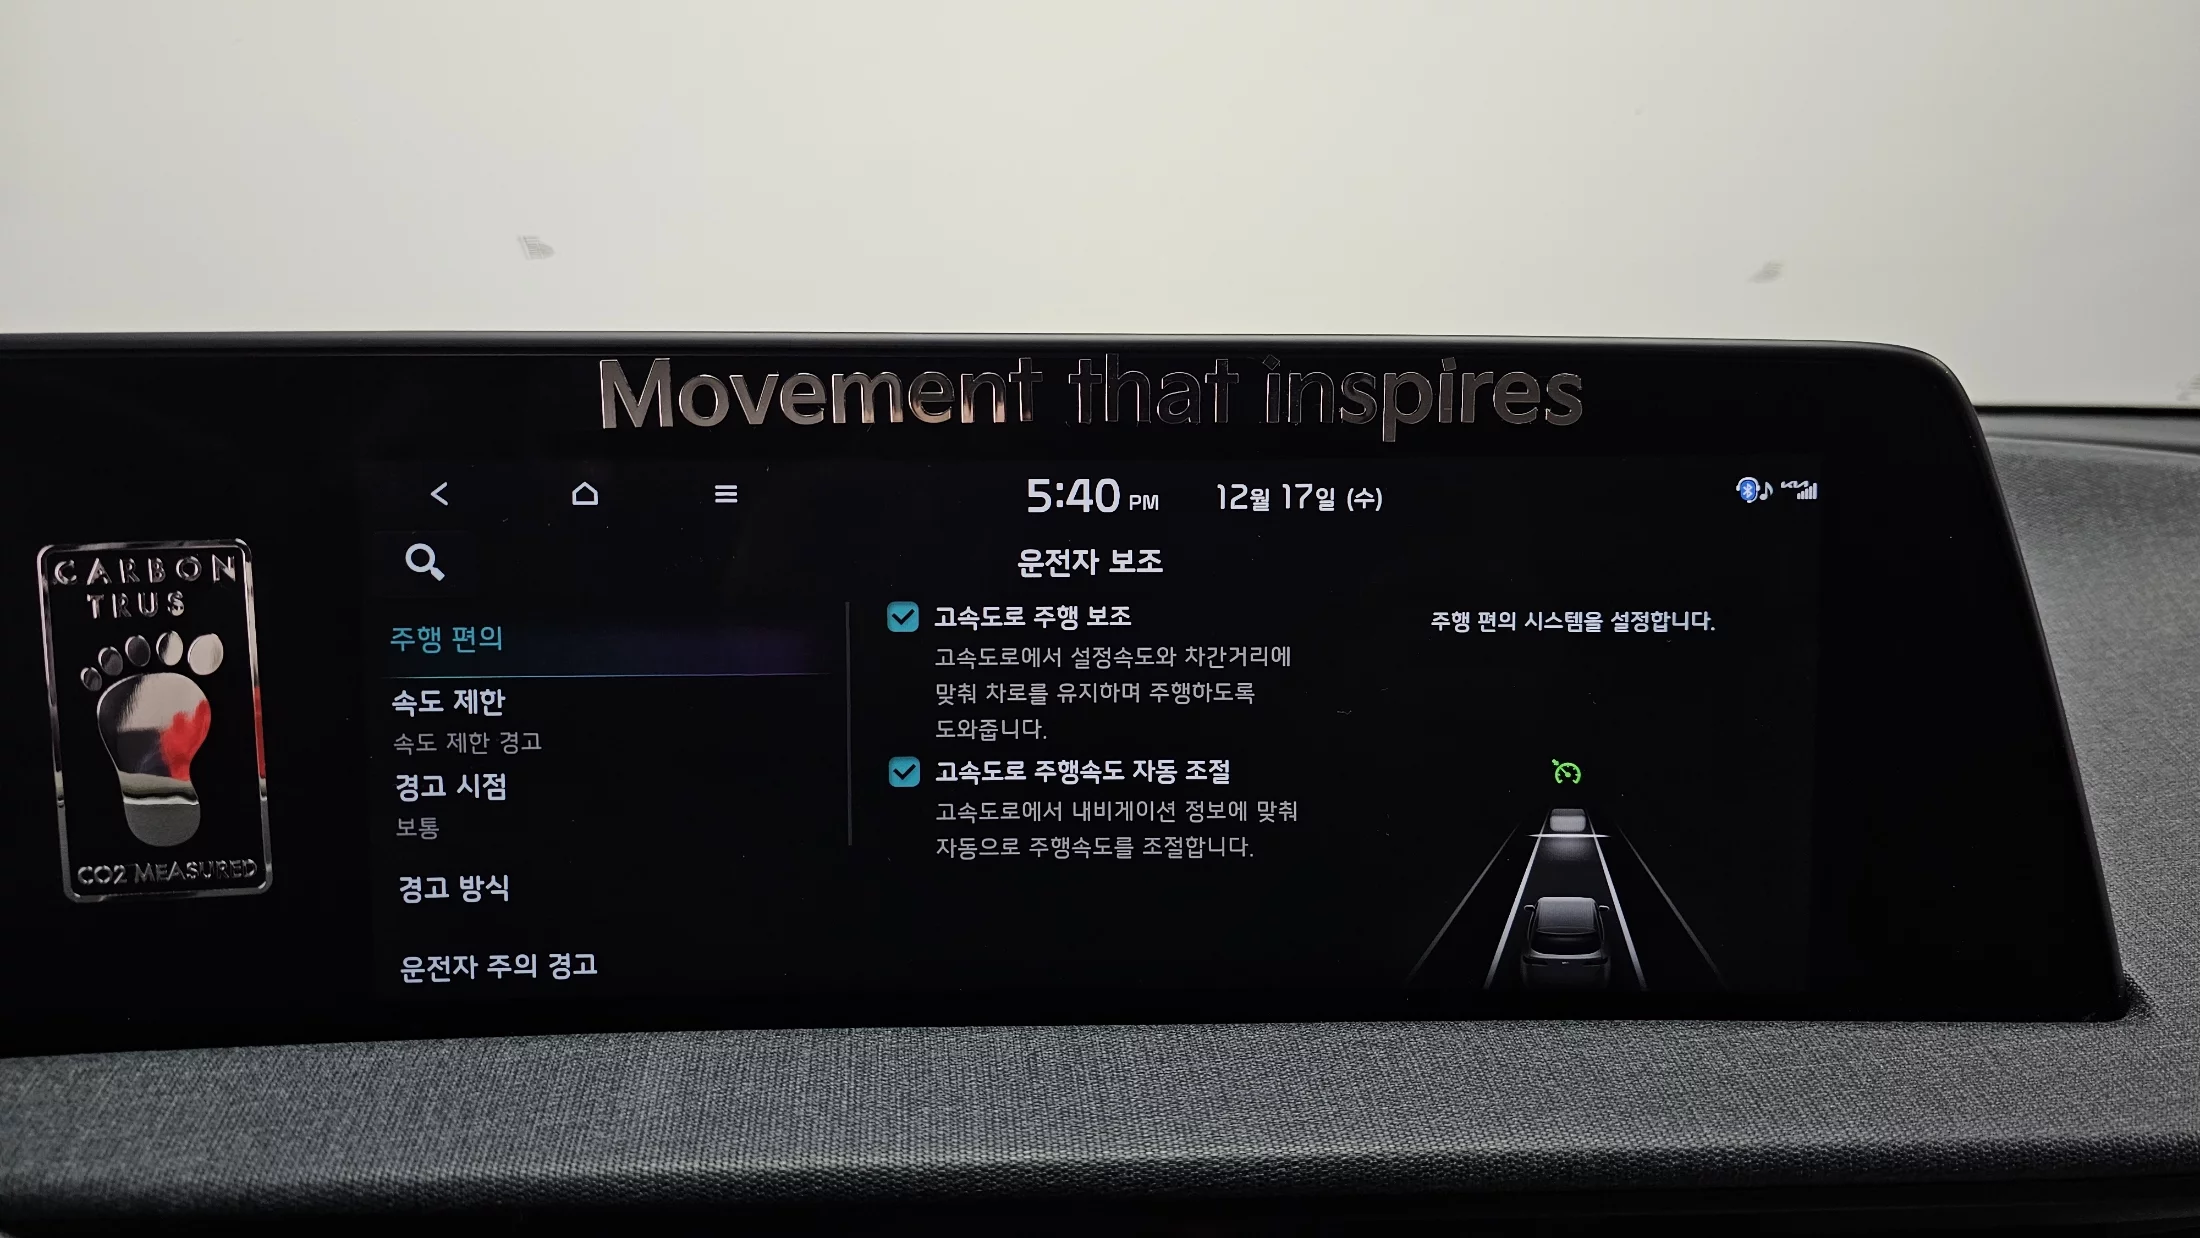 Movement that inspires
5:40 PM 12월 17일 (수)
CARBON
TRUS
CO2 MEASURED
운전자 보조
주행 편의
속도 제한
속도 제한 경고
경고 시점
보통
경고 방식
운전자 주의 경고
고속도로 주행 보조
고속도로에서 설정속도와 차간거리에
맞춰 차로를 유지하며 주행하도록
도와줍니다.
고속도로 주행속도 자동 조절
고속도로에서 내비게이션 정보에 맞춰
자동으로 주행속도를 조절합니다.
주행 편의 시스템을 설정합니다.